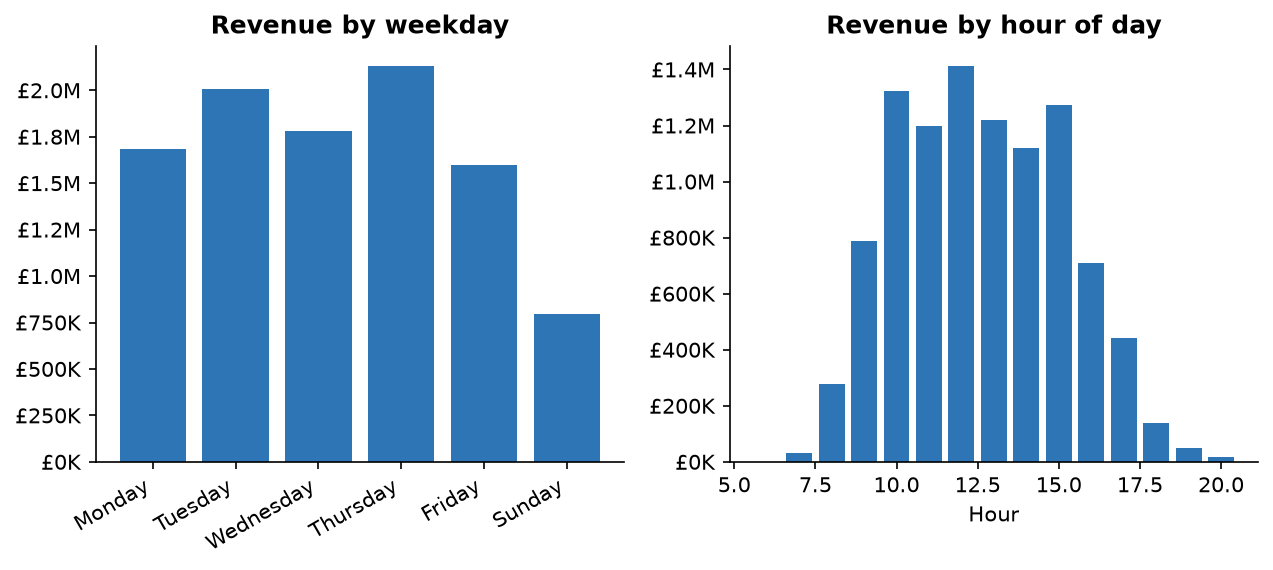 Revenue by weekday
£2.0M
£1.8M
£1.5M
£1.2M
£1.0M
£750K
£500K
£250K
£0K
Monday
Tuesday
Wednesday
Thursday
Friday
Sunday
Revenue by hour of day
£1.4M
£1.2M
£1.0M
£800K
£600K
£400K
£200K
£0K
5.0 7.5 10.0 12.5 15.0 17.5 20.0
Hour